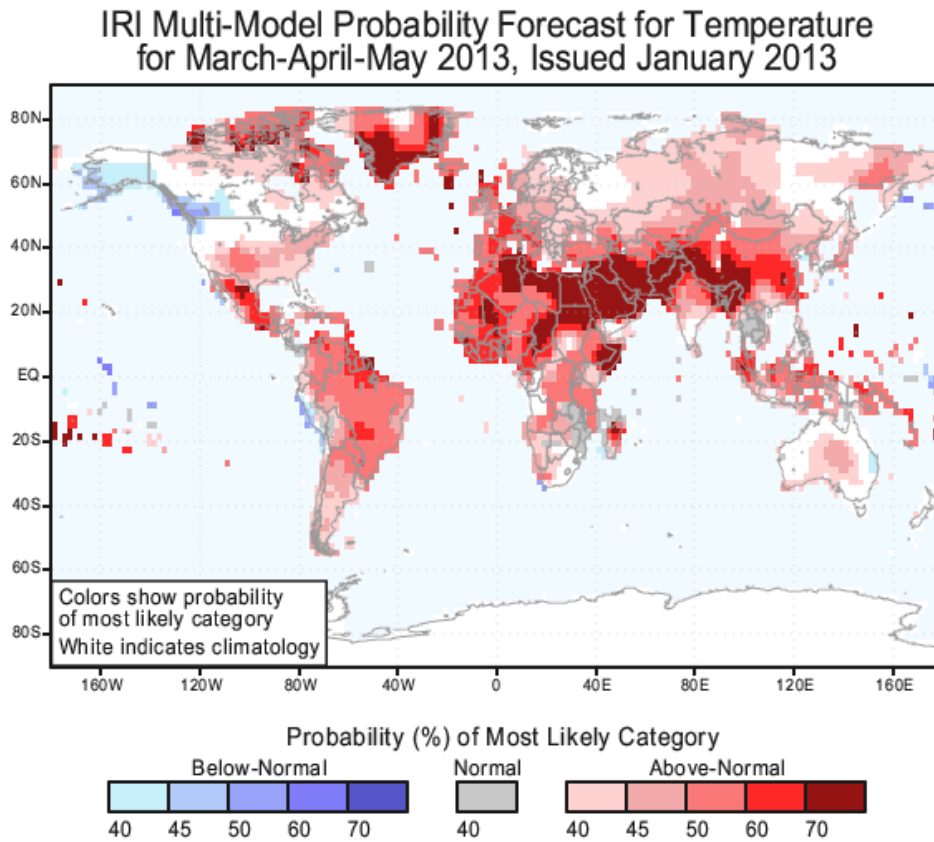 IRI Multi-Model Probability Forecast for Temperature
for March-April-May 2013, Issued January 2013
80N
60N
40N
20N
EQ
20S
40S
60S
80S
Colors show probability
of most likely category
White indicates climatology
160W 120W 80W 40W 0 40E 80E 120E 160E
Probability (%) of Most Likely Category
Below-Normal Normal Above-Normal
40 45 50 60 70 40 40 45 50 60 70